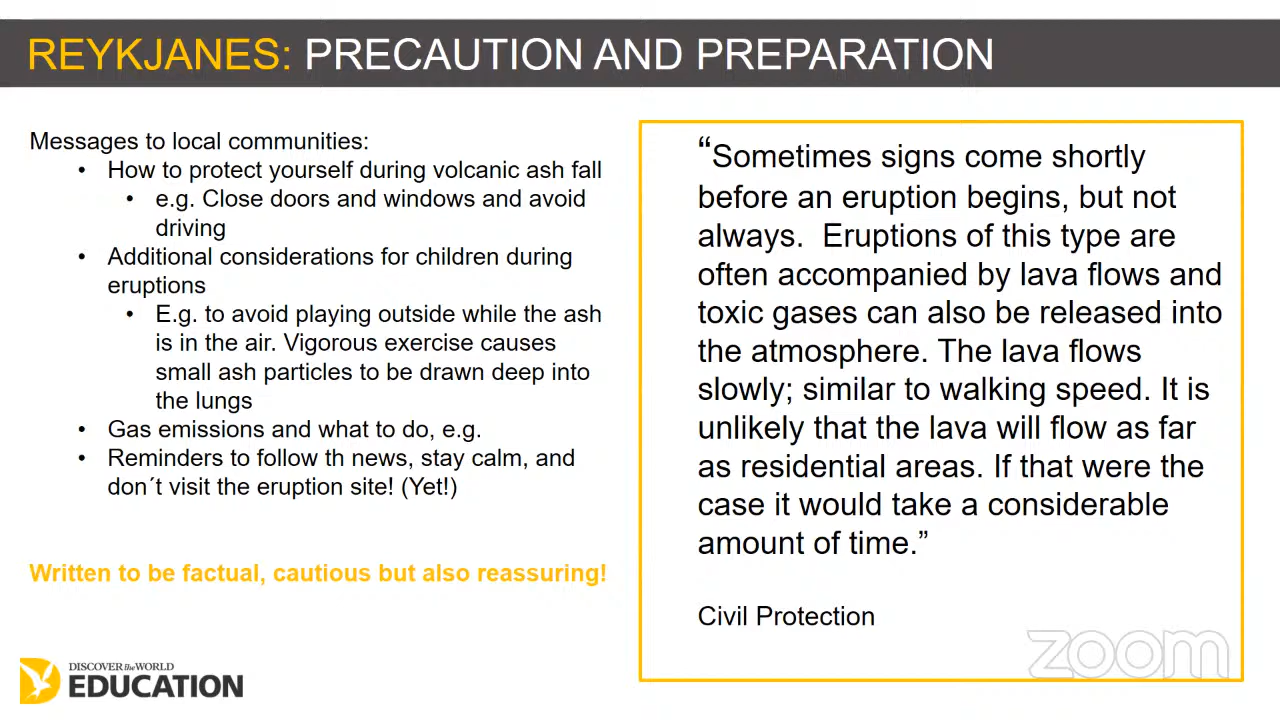 REYKJANES: PRECAUTION AND PREPARATION
Messages to local communities:
• How to protect yourself during volcanic ash fall
• e.g. Close doors and windows and avoid
driving
• Additional considerations for children during
eruptions
• E.g. to avoid playing outside while the ash
is in the air. Vigorous exercise causes
small ash particles to be drawn deep into
the lungs
• Gas emissions and what to do, e.g.
• Reminders to follow th news, stay calm, and
don´t visit the eruption site! (Yet!)
Written to be factual, cautious but also reassuring!
“Sometimes signs come shortly
before an eruption begins, but not
always.  Eruptions of this type are
often accompanied by lava flows and
toxic gases can also be released into
the atmosphere. The lava flows
slowly; similar to walking speed. It is
unlikely that the lava will flow as far
as residential areas. If that were the
case it would take a considerable
amount of time.”
Civil Protection
zoom
DISCOVER the WORLD
EDUCATION